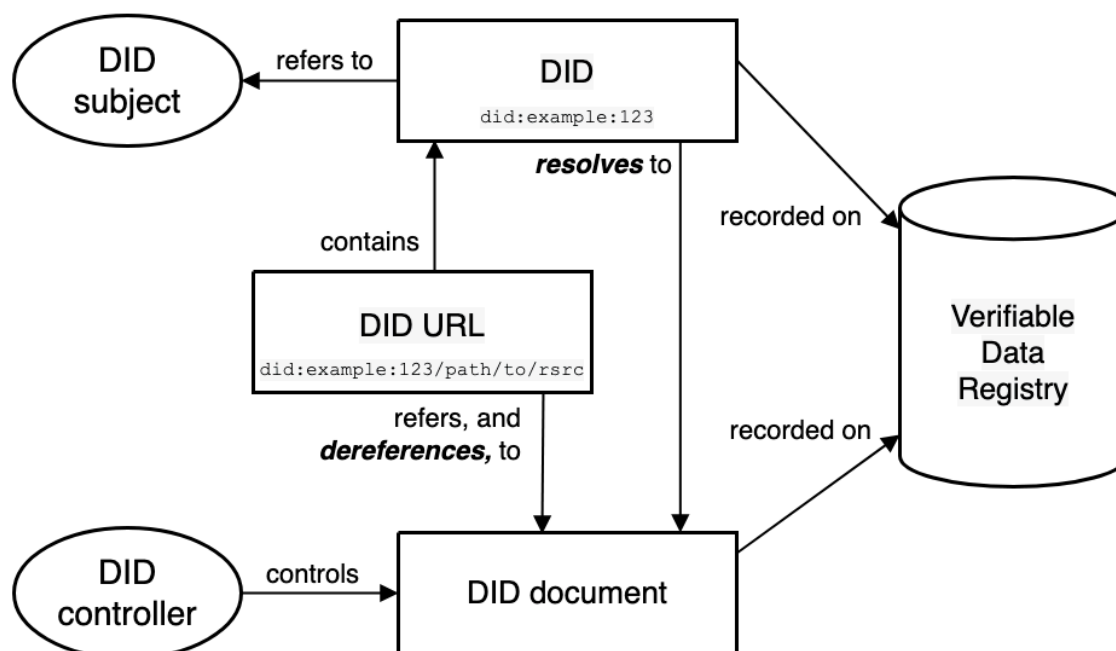 DID
subject
refers to
DID
did:example:123
resolves to
recorded on
contains
DID URL
did:example:123/path/to/rsrc
Verifiable
Data
Registry
refers, and
dereferences, to
recorded on
DID
controller
controls
DID document